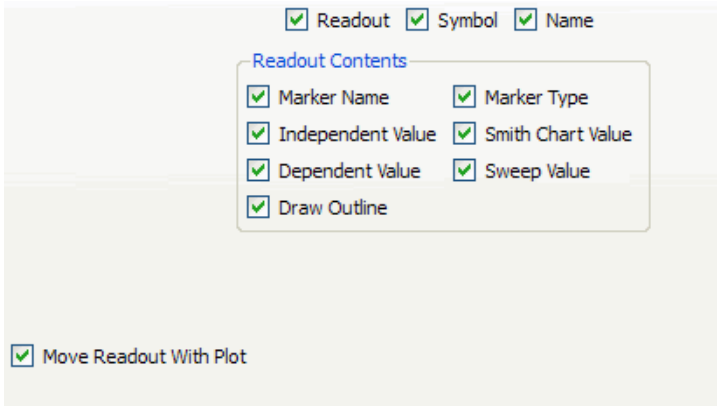 Readout Symbol Name
Readout Contents
Marker Name Marker Type
Independent Value Smith Chart Value
Dependent Value Sweep Value
Draw Outline
Move Readout With Plot